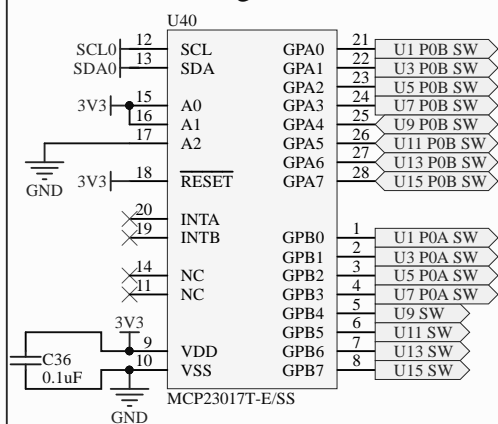 U40
SCL0 12 SCL GPA0 21 U1 P0B SW
SDA0 13 SDA GPA1 22 U3 P0B SW
GPA2 23 U5 P0B SW
3V3 15 A0 GPA3 24 U7 P0B SW
16 A1 GPA4 25 U9 P0B SW
17 A2 GPA5 26 U11 P0B SW
GPA6 27 U13 P0B SW
GND
3V3 18 RESET GPA7 28 U15 P0B SW
20 INTA
19 INTB GPB0 1 U1 P0A SW
GPB1 2 U3 P0A SW
14 NC GPB2 3 U5 P0A SW
11 NC GPB3 4 U7 P0A SW
GPB4 5 U9 SW
3V3 GPB5 6 U11 SW
9 VDD GPB6 7 U13 SW
C36 10 VSS GPB7 8 U15 SW
0.1uF
MCP23017T-E/SS
GND